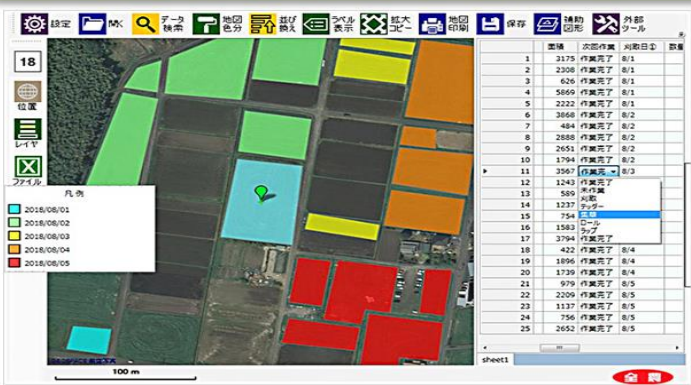 設定 開く データ検索 地図色分 並び換え ラベル表示 拡大コピー 地図印刷 保存 補助図形 外部ツール
18
位置
レイヤ
ファイル
凡例
2018/08/01
2018/08/02
2018/08/03
2018/08/04
2018/08/05
100 m
面積 次回作業 刈取日① 数量
1 3175 作業完了 8/1
2 2308 作業完了 8/1
3 626 作業完了 8/1
4 5869 作業完了 8/1
5 2222 作業完了 8/1
6 3868 作業完了 8/2
7 484 作業完了 8/2
8 2888 作業完了 8/2
9 2651 作業完了 8/2
10 1794 作業完了 8/2
11 3567 作業完 8/3
12 1243 作業完了
13 589 未作業
刈取
14 1237 テッダー
15 754 集草
16 1583 ロール
ラップ
17 3794 作業完了
18 422 作業完了 8/4
19 1896 作業完了 8/4
20 1739 作業完了 8/4
21 979 作業完了 8/5
22 2209 作業完了 8/5
23 1137 作業完了 8/5
24 756 作業完了 8/5
25 2652 作業完了 8/5
sheet1
全農